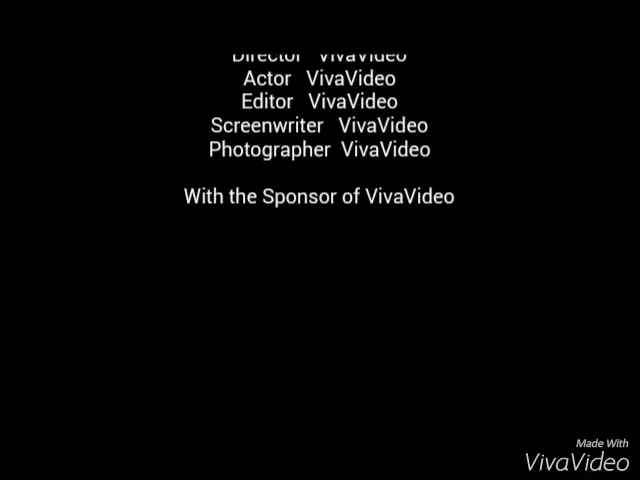 Director VivaVideo
Actor VivaVideo
Editor VivaVideo
Screenwriter VivaVideo
Photographer VivaVideo
With the Sponsor of VivaVideo
Made With
VivaVideo